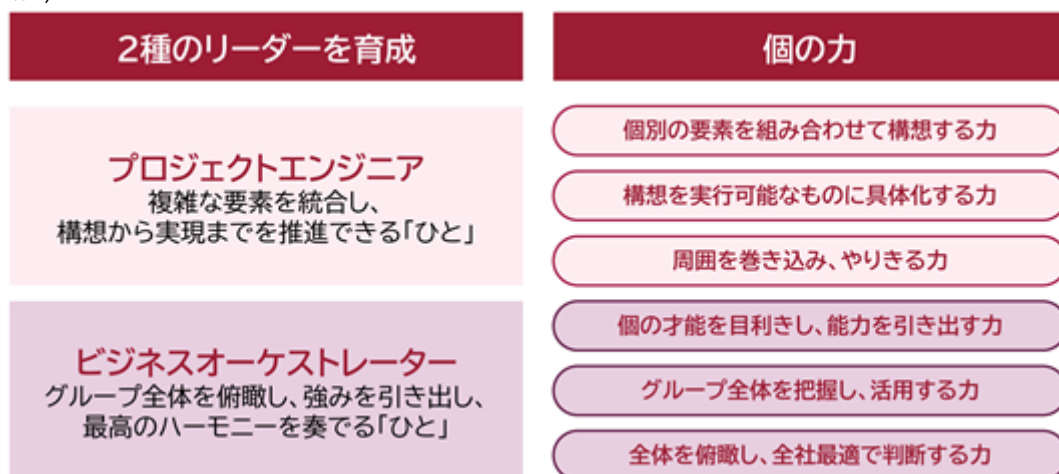 2種のリーダーを育成
プロジェクトエンジニア
複雑な要素を統合し、
構想から実現までを推進できる「ひと」
ビジネスオーケストレーター
グループ全体を俯瞰し、強みを引き出し、
最高のハーモニーを奏でる「ひと」
個の力
個別の要素を組み合わせて構想する力
構想を実行可能なものに具体化する力
周囲を巻き込み、やりきる力
個の才能を目利きし、能力を引き出す力
グループ全体を把握し、活用する力
全体を俯瞰し、全社最適で判断する力